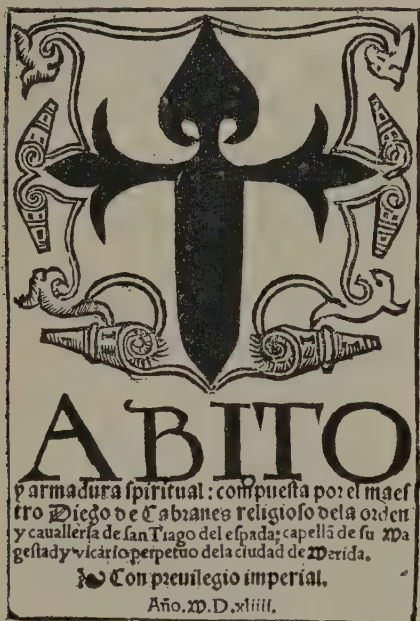 ABITO
y armadura spiritual: compuesta por el maes
tro Diego de Cabranes religioso dela orden
y cauallería de san Tiago del espada; capellã de su Ma
gestad y vicario perpetuo dela ciudad de Merida.
Con preuilegio imperial.
Año. M.D.xliiii.